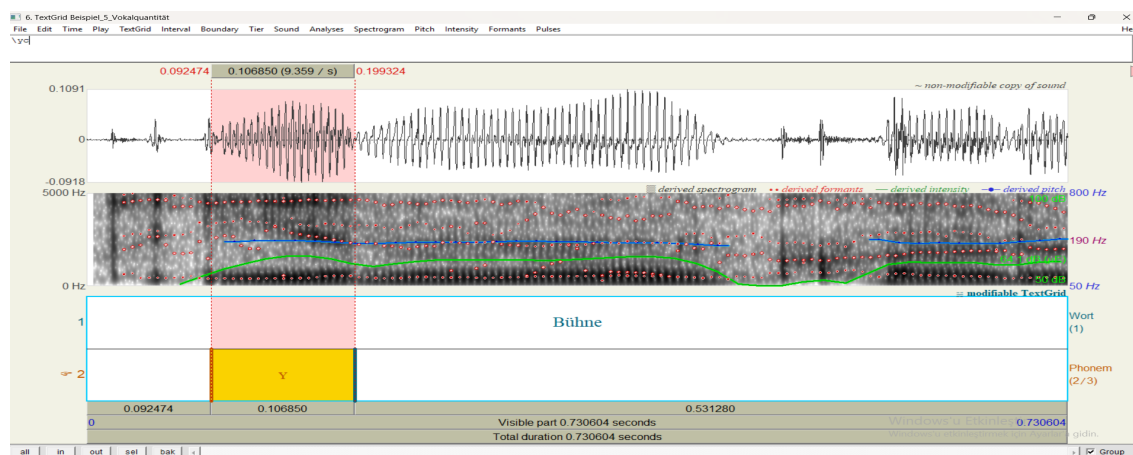 6. TextGrid Beispiel_5_Vokalquantität
File Edit Time Play TextGrid Interval Boundary Tier Sound Analyses Spectrogram Pitch Intensity Formants Pulses He
\yc
0.092474 0.106850 (9.359 / s) 0.199324
0.1091
~ non-modifiable copy of sound
0
-0.0918
5000 Hz derived spectrogram derived formants derived intensity derived pitch 800 Hz
190 Hz
0 Hz 50 dB 50 Hz
modifiable TextGrid
1 Bühne Wort
(1)
2 Y Phonem
(2/3)
0.092474 0.106850 0.531280
0 Visible part 0.730604 seconds 0.730604
Total duration 0.730604 seconds
Windows'u Etkinleştir
all in out sel bak Group